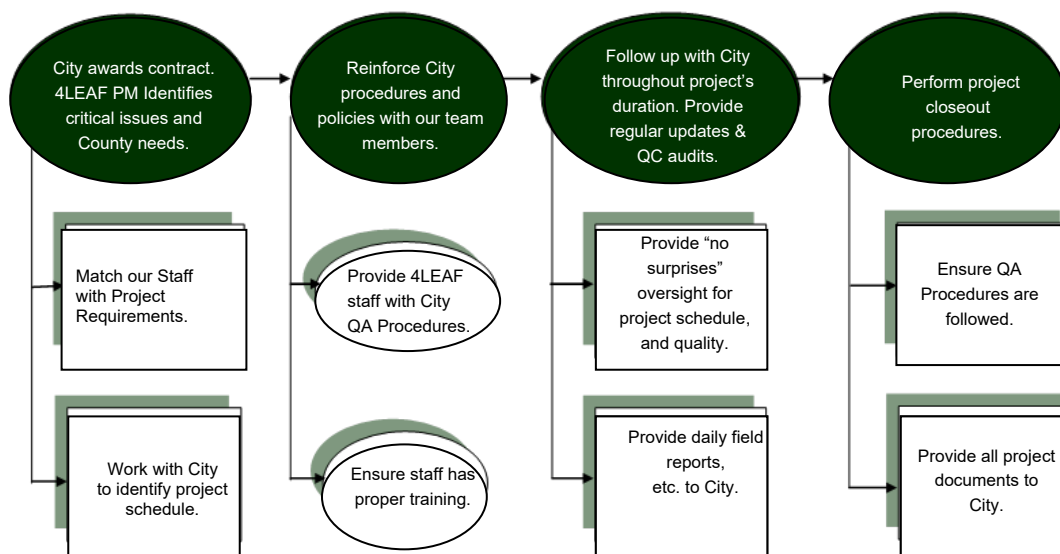 City awards contract.
4LEAF PM Identifies
critical issues and
County needs.
Reinforce City
procedures and
policies with our team
members.
Follow up with City
throughout project’s
duration. Provide
regular updates &
QC audits.
Perform project
closeout
procedures.
Match our Staff
with Project
Requirements.
Provide 4LEAF
staff with City
QA Procedures.
Provide “no
surprises”
oversight for
project schedule,
and quality.
Ensure QA
Procedures are
followed.
Work with City
to identify project
schedule.
Ensure staff has
proper training.
Provide daily field
reports,
etc. to City.
Provide all project
documents to
City.